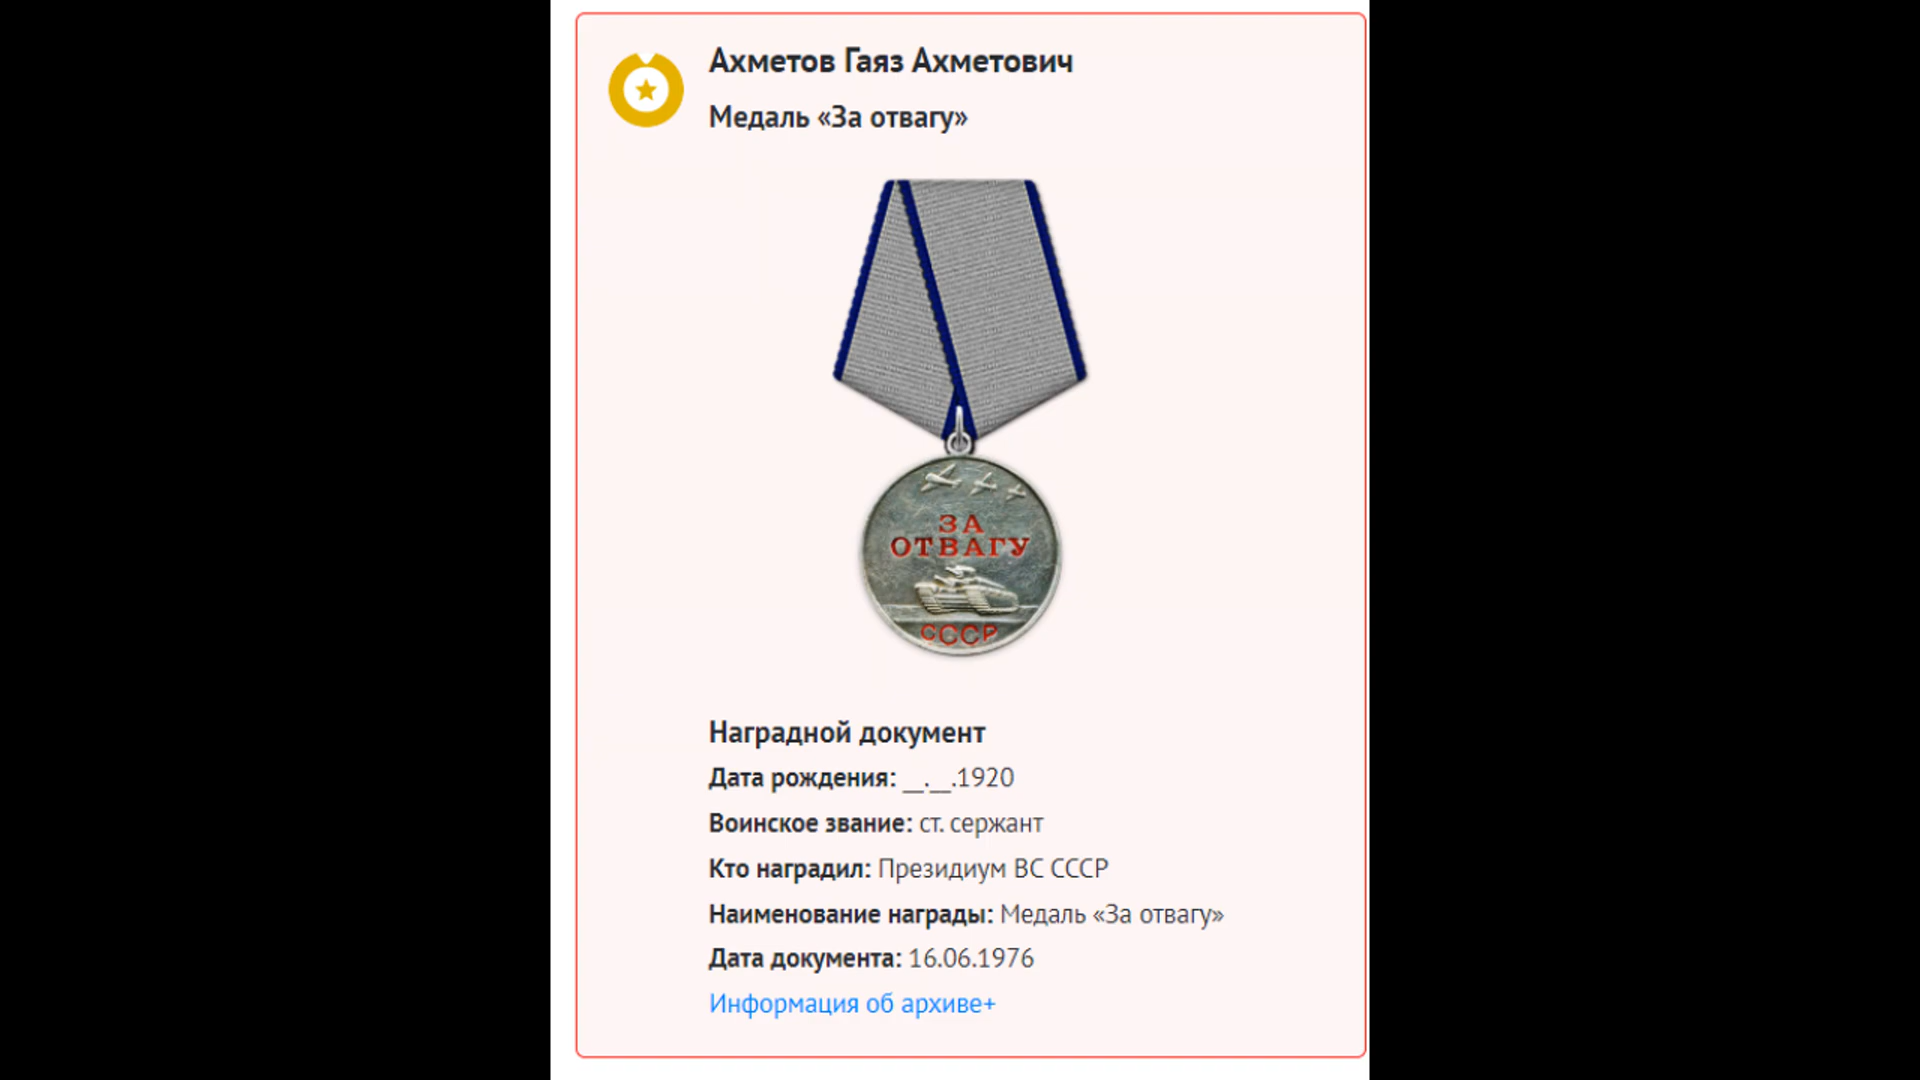 Ахметов Гаяз Ахметович
Медаль «За отвагу»
ЗА
ОТВАГУ
СССР
Наградной документ
Дата рождения: __.__.1920
Воинское звание: ст. сержант
Кто наградил: Президиум ВС СССР
Наименование награды: Медаль «За отвагу»
Дата документа: 16.06.1976
Информация об архиве+